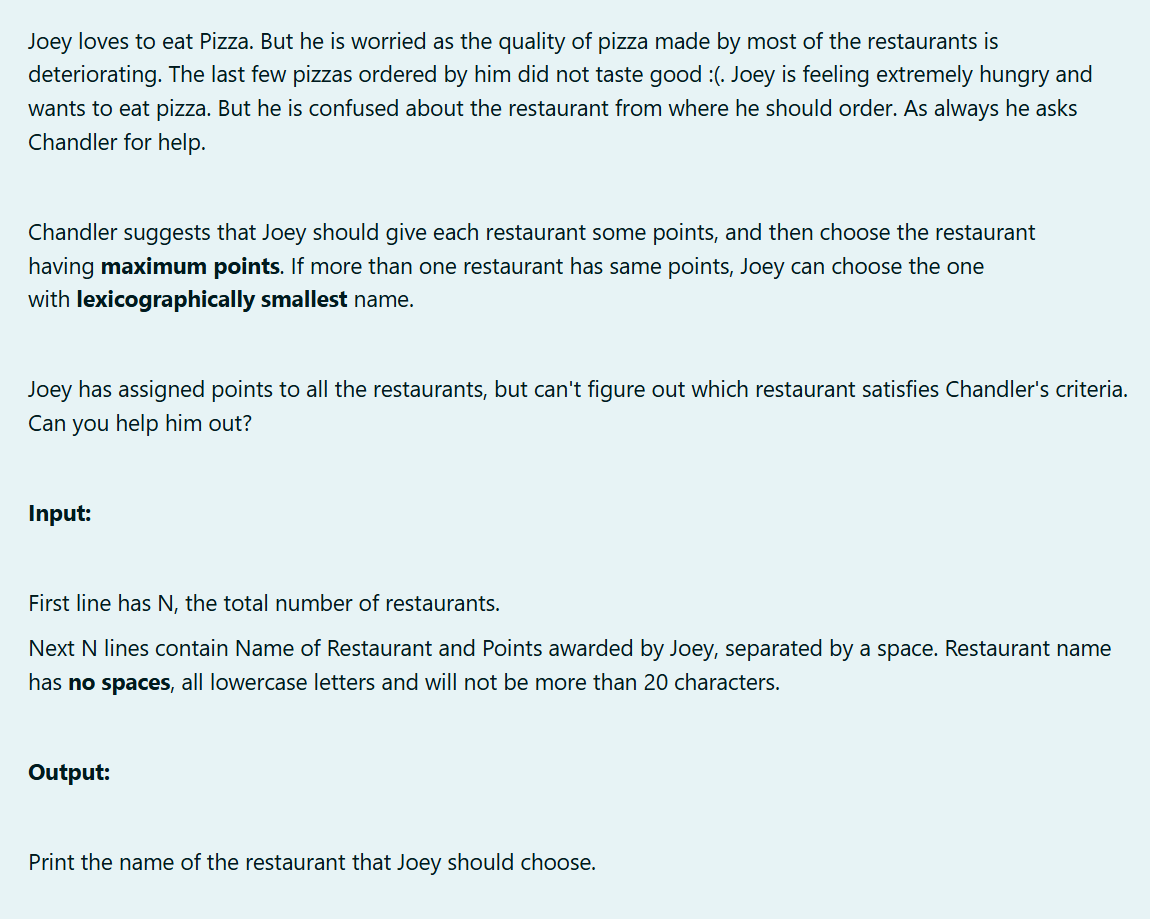 Joey loves to eat Pizza. But he is worried as the quality of pizza made by most of the restaurants is
deteriorating. The last few pizzas ordered by him did not taste good :(. Joey is feeling extremely hungry and
wants to eat pizza. But he is confused about the restaurant from where he should order. As always he asks
Chandler for help.
Chandler suggests that Joey should give each restaurant some points, and then choose the restaurant
having maximum points. If more than one restaurant has same points, Joey can choose the one
with lexicographically smallest name.
Joey has assigned points to all the restaurants, but can't figure out which restaurant satisfies Chandler's criteria.
Can you help him out?
Input:
First line has N, the total number of restaurants.
Next N lines contain Name of Restaurant and Points awarded by Joey, separated by a space. Restaurant name
has no spaces, all lowercase letters and will not be more than 20 characters.
Output:
Print the name of the restaurant that Joey should choose.